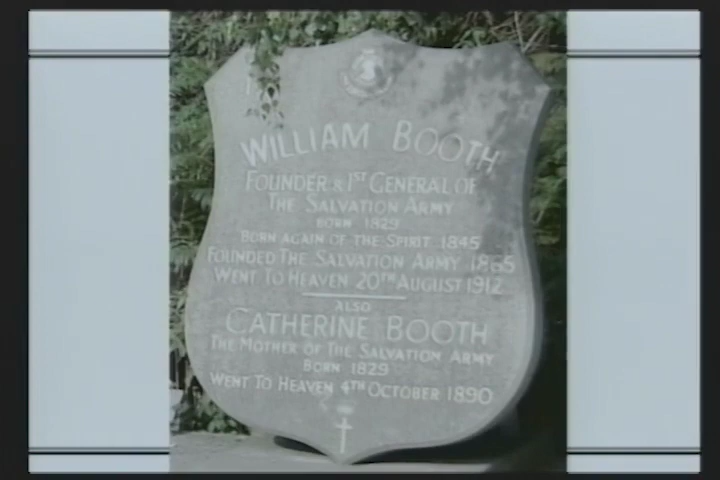 WILLIAM BOOTH
FOUNDER & 1ST GENERAL OF
THE SALVATION ARMY
BORN 1829
BORN AGAIN OF THE SPIRIT 1845
FOUNDED THE SALVATION ARMY 1865
WENT TO HEAVEN 20TH AUGUST 1912
ALSO
CATHERINE BOOTH
THE MOTHER OF THE SALVATION ARMY
BORN 1829
WENT TO HEAVEN 4TH OCTOBER 1890